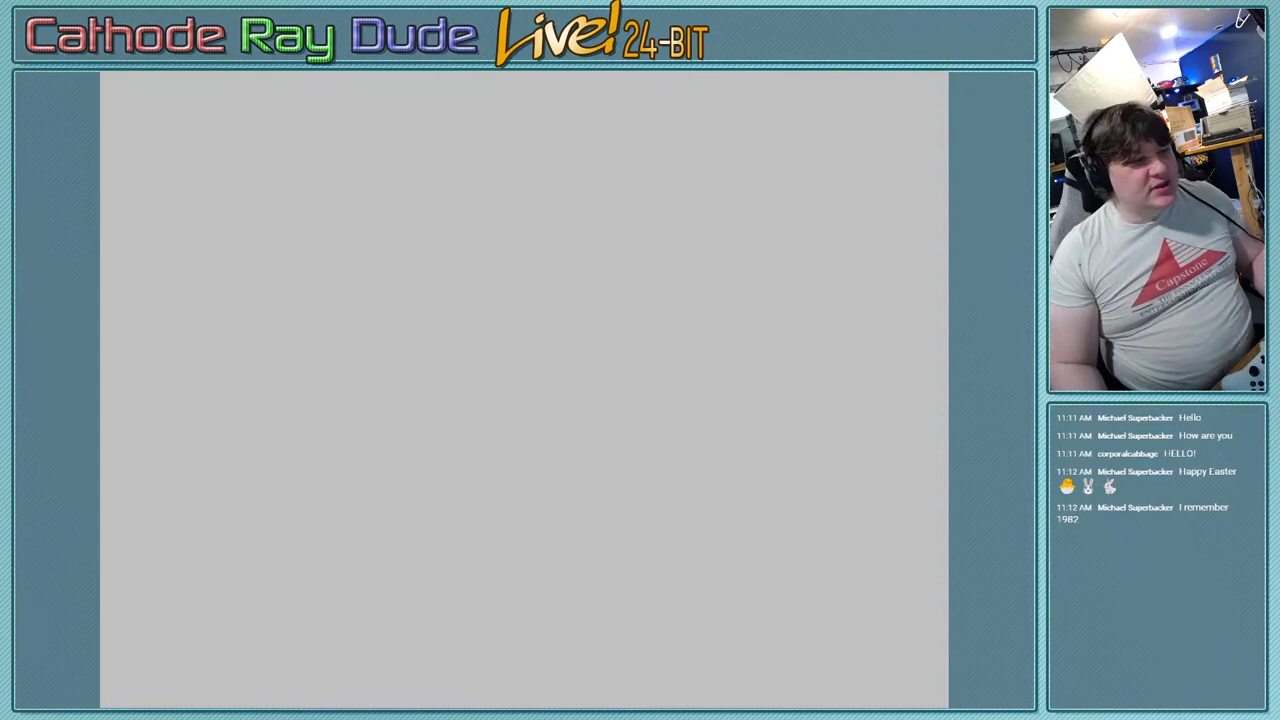 Cathode Ray Dude Live! 24-BIT
Capstone
11:11 AM Michael Superbacker Hello
11:11 AM Michael Superbacker How are you
11:11 AM corporalcabbage HELLO!
11:12 AM Michael Superbacker Happy Easter
🐣 🐰 🐇
11:12 AM Michael Superbacker I remember
1982